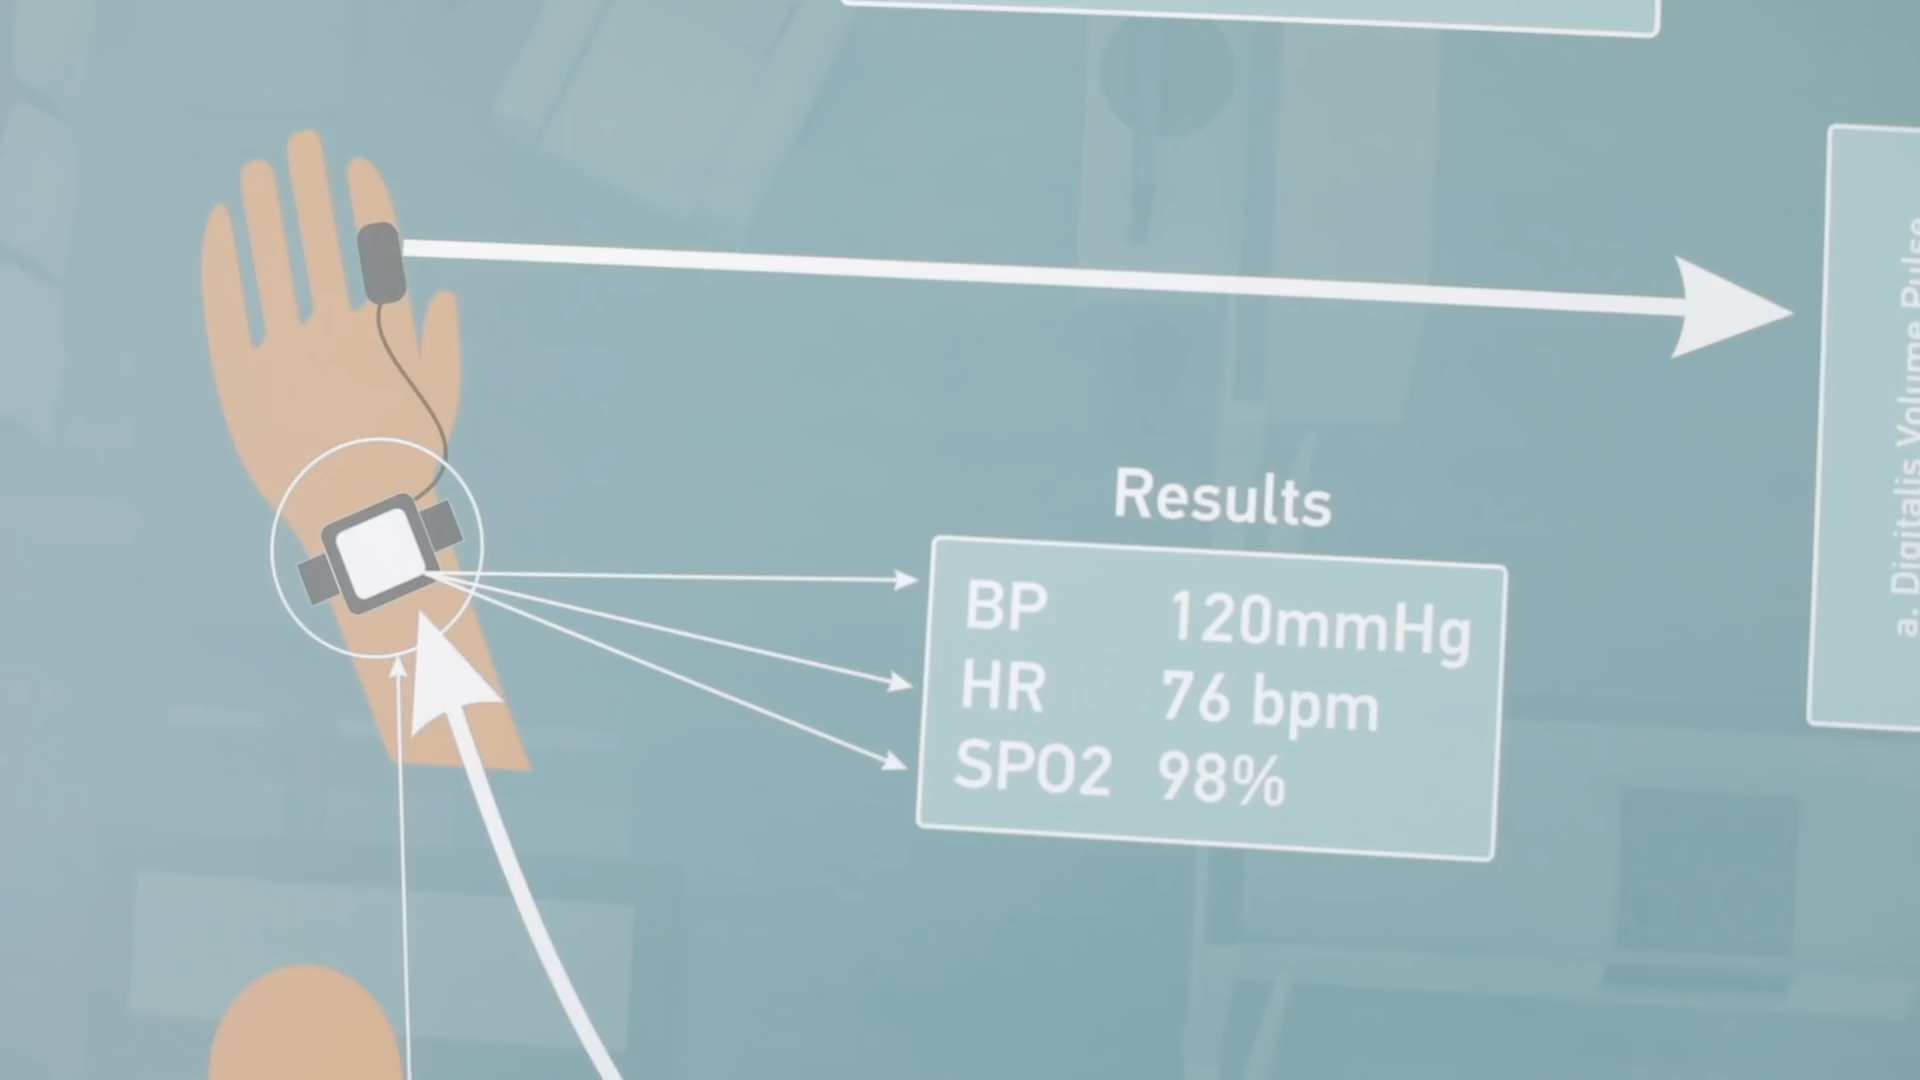 Results
BP 120mmHg
HR 76 bpm
SPO2 98%
a. Digitalis Volume Pulse